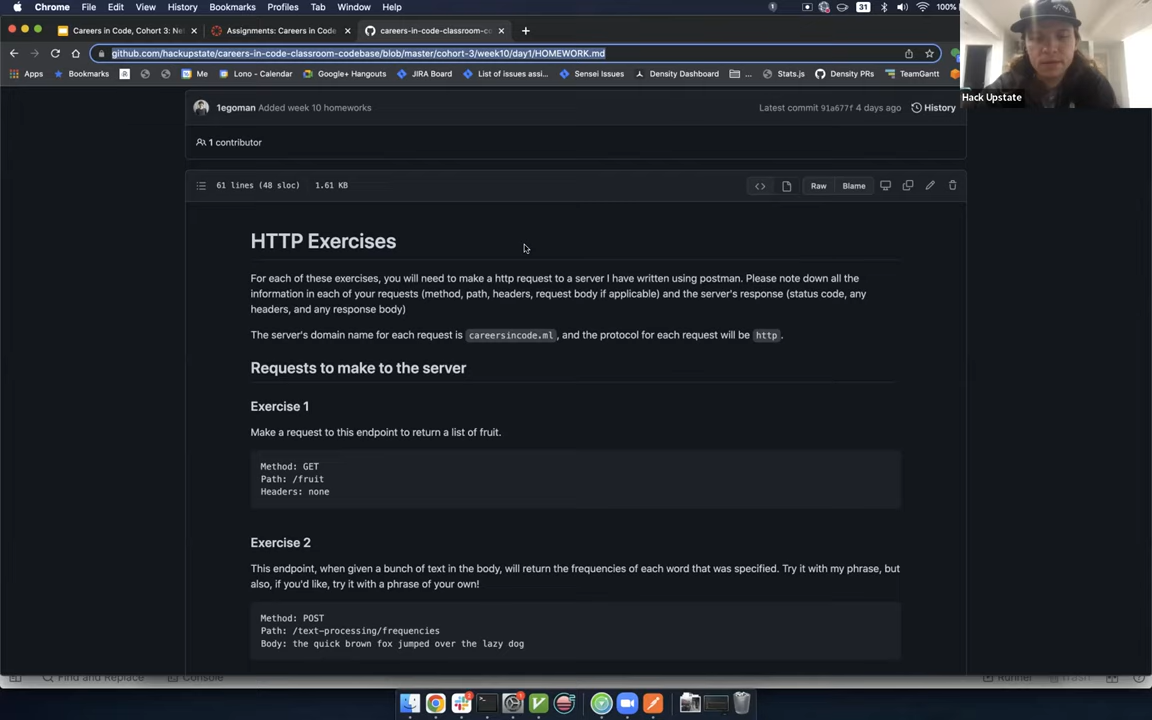 Chrome File Edit View History Bookmarks Profiles Tab Window Help 31 100%
Careers in Code, Cohort 3: Ne Assignments: Careers in Code careers-in-code-classroom-co
github.com/hackupstate/careers-in-code-classroom-codebase/blob/master/cohort-3/week10/day1/HOMEWORK.md
Apps Bookmarks Me Lono - Calendar Google+ Hangouts JIRA Board List of issues assi... Sensei Issues Density Dashboard ... Stats.js Density PRs TeamGantt
Hack Upstate
1egoman Added week 10 homeworks Latest commit 91a677f 4 days ago History
1 contributor
61 lines (48 sloc) 1.61 KB Raw Blame
HTTP Exercises
For each of these exercises, you will need to make a http request to a server I have written using postman. Please note down all the
information in each of your requests (method, path, headers, request body if applicable) and the server's response (status code, any
headers, and any response body)
The server's domain name for each request is careersincode.ml, and the protocol for each request will be http.
Requests to make to the server
Exercise 1
Make a request to this endpoint to return a list of fruit.
Method: GET
Path: /fruit
Headers: none
Exercise 2
This endpoint, when given a bunch of text in the body, will return the frequencies of each word that was specified. Try it with my phrase, but
also, if you'd like, try it with a phrase of your own!
Method: POST
Path: /text-processing/frequencies
Body: the quick brown fox jumped over the lazy dog
Find and Replace Console Runner Trash